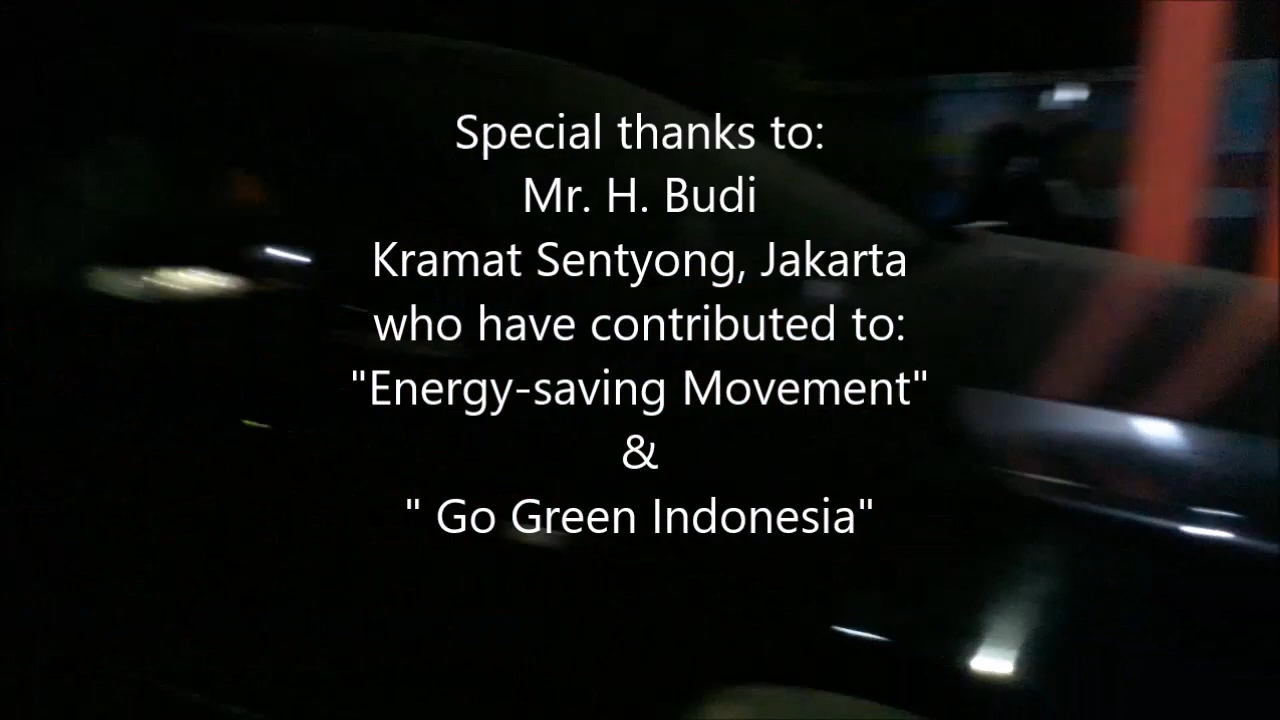 Special thanks to:
Mr. H. Budi
Kramat Sentyong, Jakarta
who have contributed to:
"Energy-saving Movement"
&
" Go Green Indonesia"